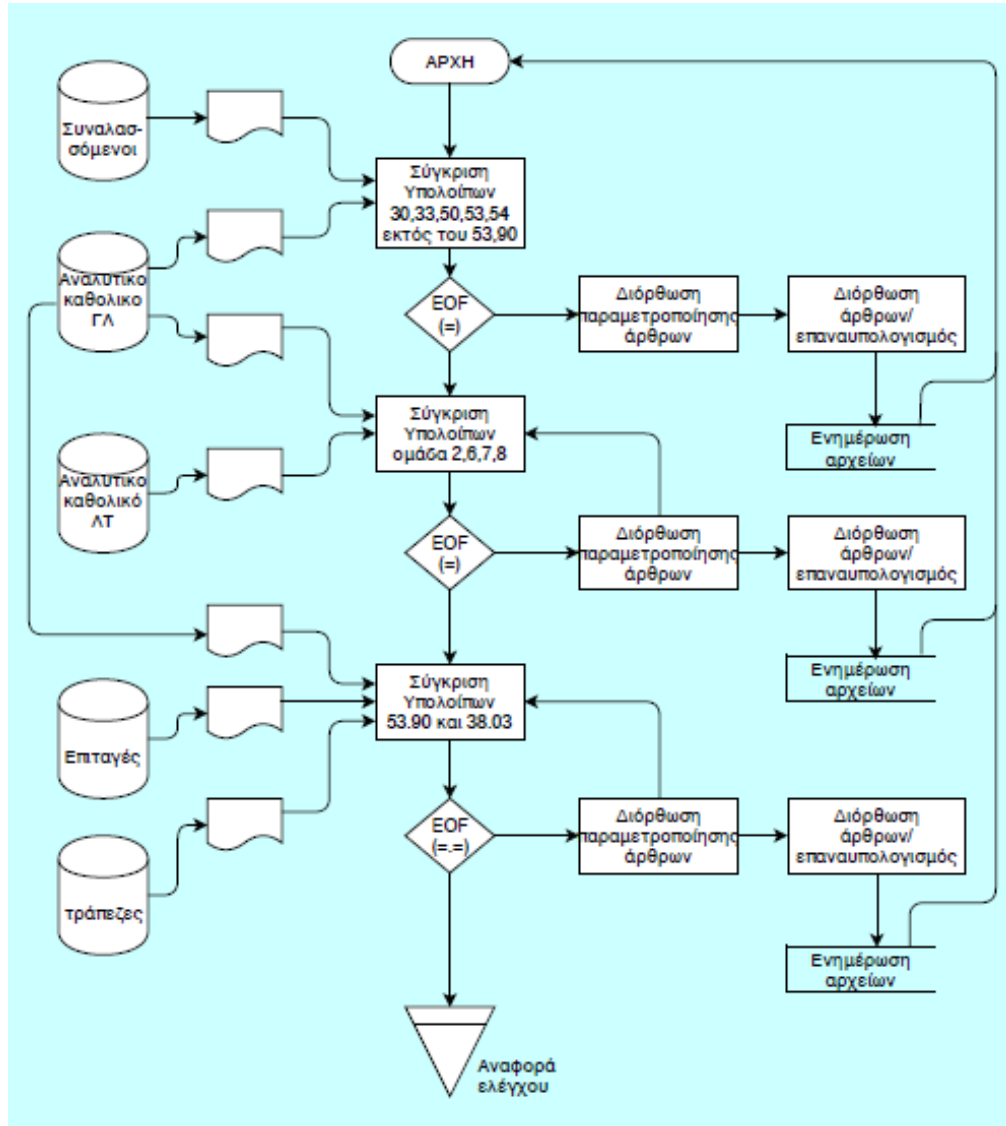 ΑΡΧΗ
Συναλασ-
σόμενοι
Σύγκριση
Υπολοίπων
30,33,50,53,54
εκτός του 53,90
Αναλυτικο
καθολικο
ΓΛ
EOF
(=)
Διόρθωση
παραμετροποίησης
άρθρων
Διόρθωση
άρθρων/
επαναυπολογισμός
Ενημέρωση
αρχείων
Σύγκριση
Υπολοίπων
ομάδα 2,6,7,8
Αναλυτικο
καθολικό
ΛΤ
EOF
(=)
Διόρθωση
παραμετροποίησης
άρθρων
Διόρθωση
άρθρων/
επαναυπολογισμός
Ενημέρωση
αρχείων
Σύγκριση
Υπολοίπων
53.90 και 38.03
Επιταγές
EOF
(=.=)
Διόρθωση
παραμετροποίησης
άρθρων
Διόρθωση
άρθρων/
επαναυπολογισμός
τράπεζες
Ενημέρωση
αρχείων
Αναφορά
ελέγχου